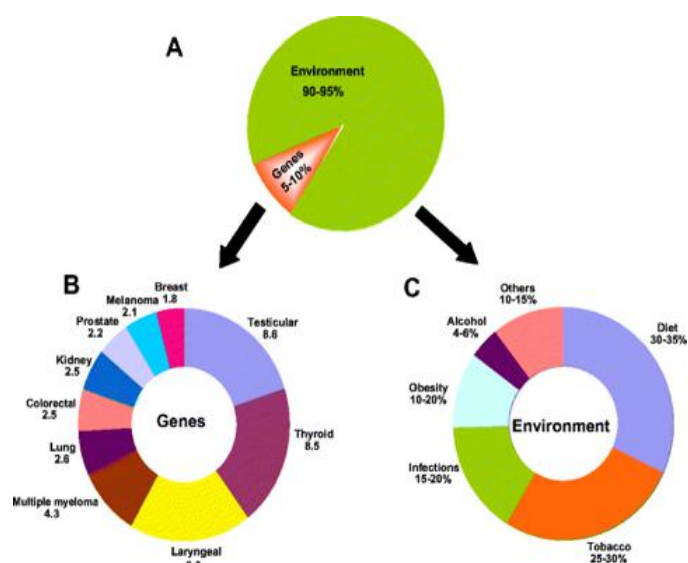 A
Environment
90-95%
Genes
5-10%
B
Breast
1.8
Melanoma
2.1
Prostate
2.2
Kidney
2.5
Colorectal
2.5
Lung
2.6
Multiple myeloma
4.3
Laryngeal
Thyroid
8.5
Testicular
8.6
Genes
C
Others
10-15%
Alcohol
4-6%
Obesity
10-20%
Infections
15-20%
Tobacco
25-30%
Diet
30-35%
Environment